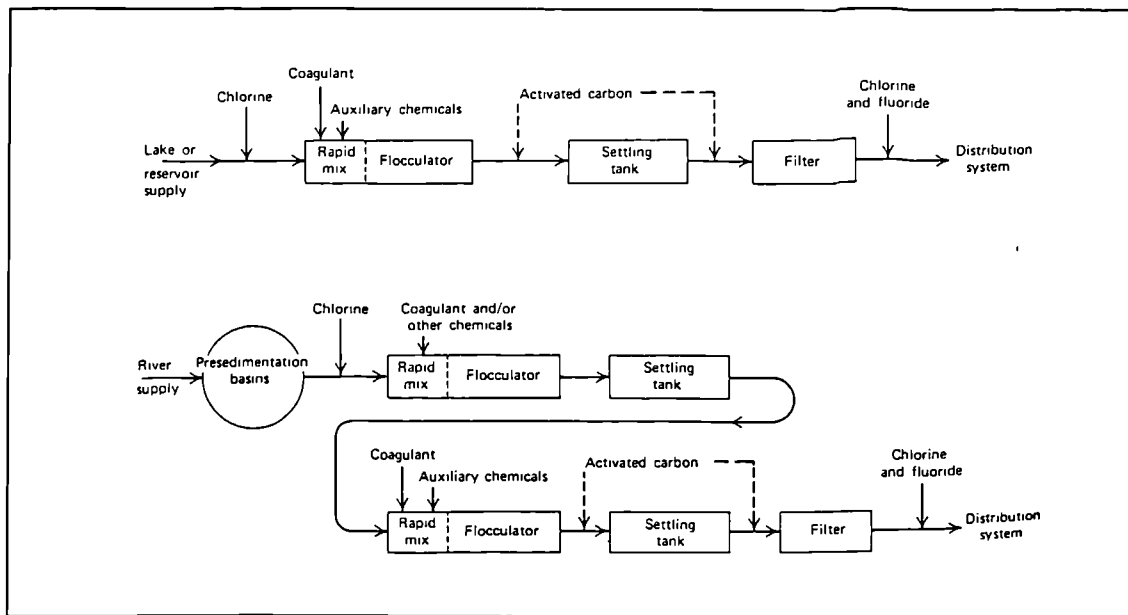 Coagulant
Chlorine
Auxiliary chemicals
Activated carbon
Chlorine
and fluoride
Lake or
reservoir
supply
Rapid
mix
Flocculator
Settling
tank
Filter
Distribution
system
Chlorine
Coagulant and/or
other chemicals
River
supply
Presedimentation
basins
Rapid
mix
Flocculator
Settling
tank
Coagulant
Auxiliary chemicals
Activated carbon
Chlorine
and fluoride
Rapid
mix
Flocculator
Settling
tank
Filter
Distribution
system